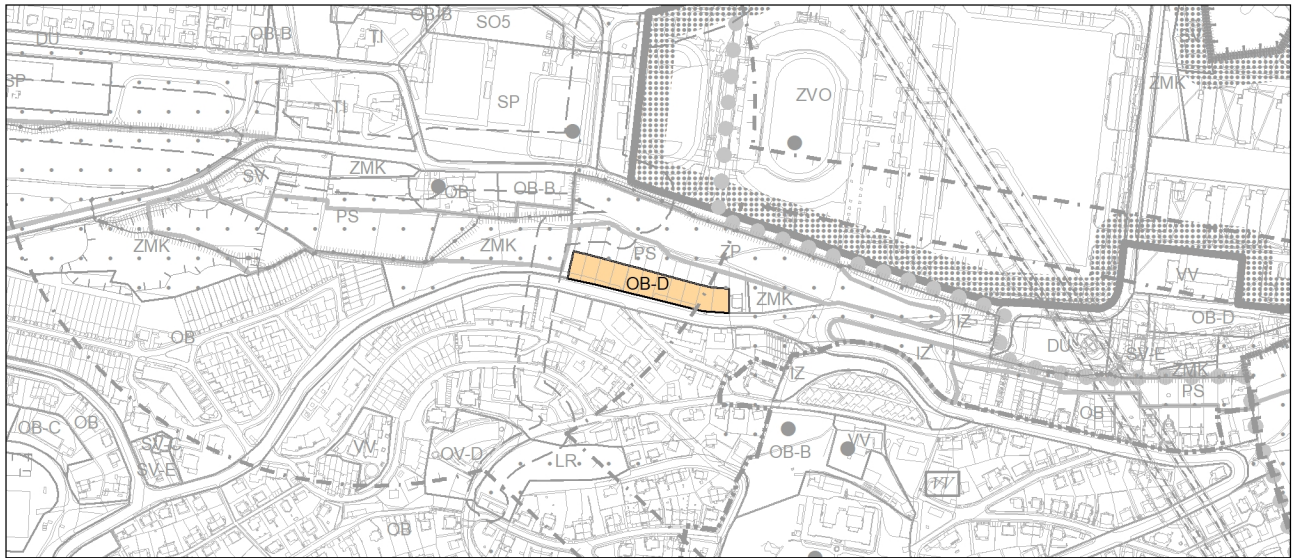 OB-B
SO5
DU
OB-B
TI
SV
SP
TI
SP
ZVO
ZMK
ZMK
SV
OB
OB-B
PS
ZMK
ZMK
PS
ZP
VV
OB-D
ZMK
IZ
OB-D
OB
IZ
DU
SV-E
ZMK
PS
IZ
OB
OB-C
OB
SV-E
VV
OV-D
LR
OB-B
VV
VV
OB